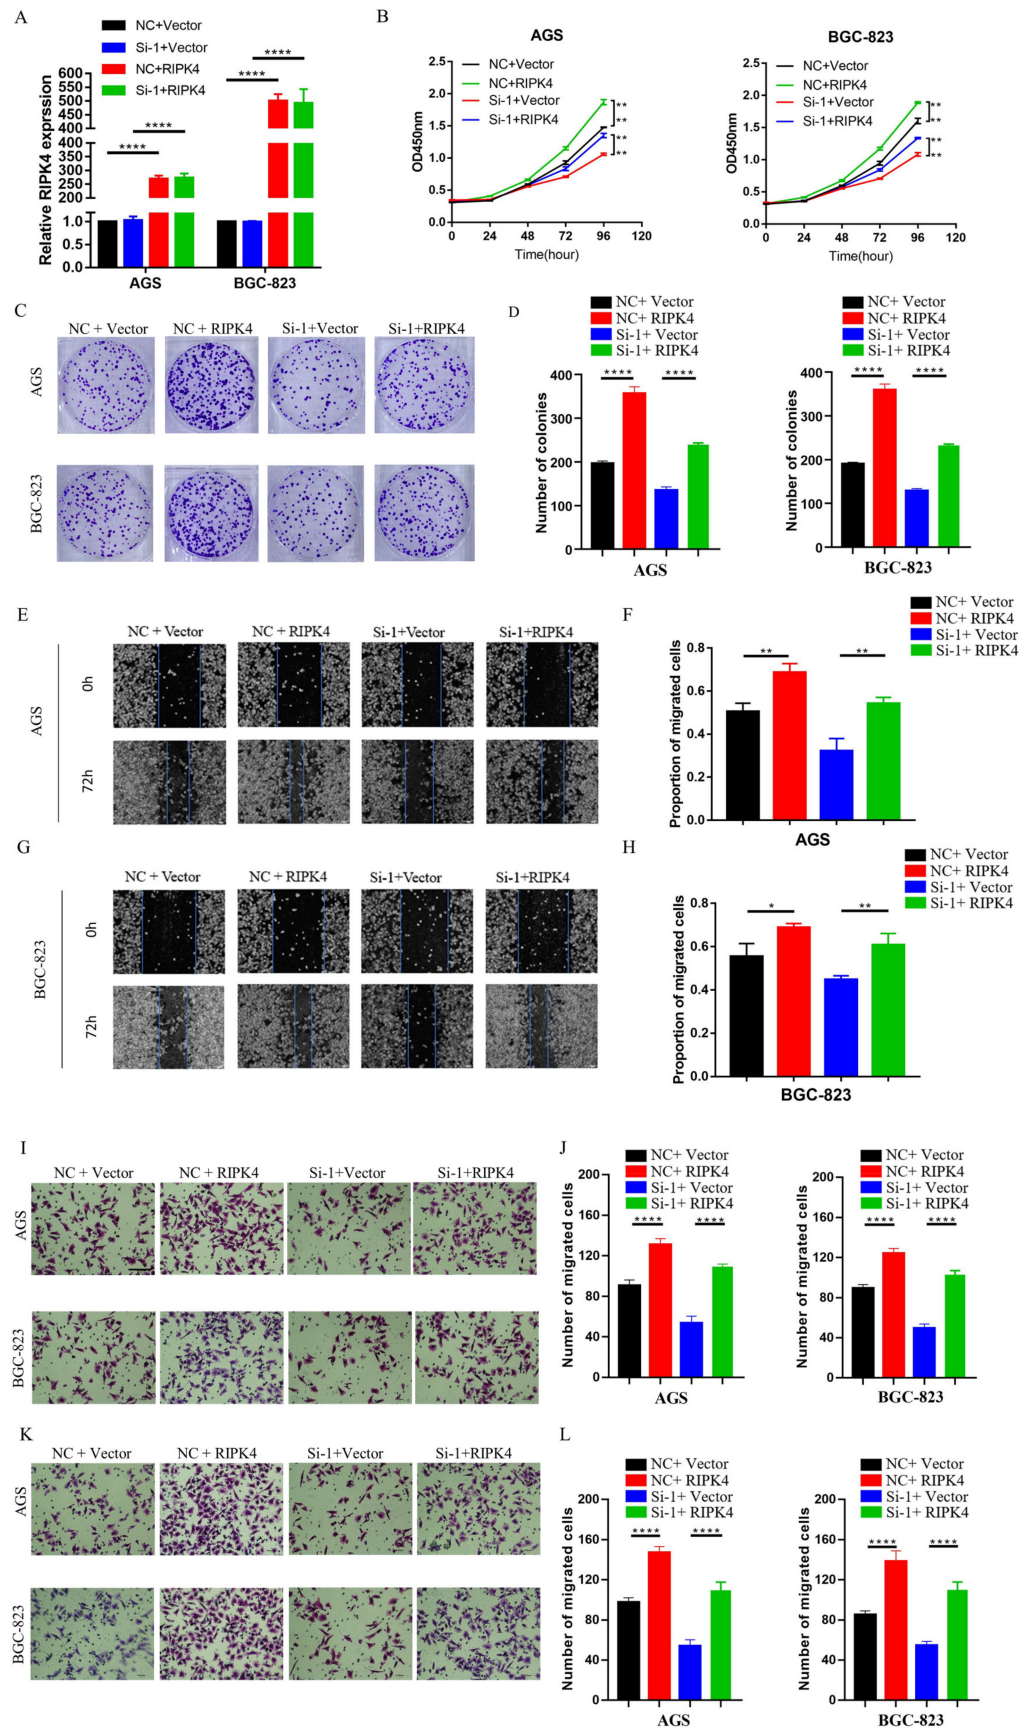 A
NC+Vector
Si-1+Vector
NC+RIPK4
Si-1+RIPK4
Relative RIPK4 exprssion
600
550
500
450
400
300
250
200
1.0
0.5
0.0
**** **** **** ****
AGS BGC-823
B
AGS
NC+Vector
NC+RIPK4
Si-1+Vector
Si-1+RIPK4
OD450nm
2.5
2.0
1.5
1.0
0.5
0.0
** ** ** **
0 24 48 72 96 120
Time(hour)
BGC-823
NC+Vector
NC+RIPK4
Si-1+Vector
Si-1+RIPK4
OD450nm
2.5
2.0
1.5
1.0
0.5
0.0
** ** ** **
0 24 48 72 96 120
Time(hour)
C
NC + Vector NC + RIPK4 Si-1+Vector Si-1+RIPK4
AGS
BGC-823
D
NC+ Vector
NC+ RIPK4
Si-1+ Vector
Si-1+ RIPK4
Number of colonies
400
300
200
100
0
**** ****
AGS
NC+ Vector
NC+ RIPK4
Si-1+ Vector
Si-1+ RIPK4
Number of colonies
400
300
200
100
0
**** ****
BGC-823
E
NC + Vector NC + RIPK4 Si-1+Vector Si-1+RIPK4
AGS
0h
72h
F
NC+ Vector
NC+ RIPK4
Si-1+ Vector
Si-1+ RIPK4
Proportion of migrated cells
0.8
0.6
0.4
0.2
0.0
** **
AGS
G
NC + Vector NC + RIPK4 Si-1+Vector Si-1+RIPK4
BGC-823
0h
72h
H
NC+ Vector
NC+ RIPK4
Si-1+ Vector
Si-1+ RIPK4
Proportion of migrated cells
0.8
0.6
0.4
0.2
0.0
* **
BGC-823
I
NC + Vector NC + RIPK4 Si-1+Vector Si-1+RIPK4
AGS
BGC-823
J
NC+ Vector
NC+ RIPK4
Si-1+ Vector
Si-1+ RIPK4
Number of migrated cells
200
160
120
80
40
0
**** ****
AGS
NC+ Vector
NC+ RIPK4
Si-1+ Vector
Si-1+ RIPK4
Number of migrated cells
200
160
120
80
40
0
**** ****
BGC-823
K
NC + Vector NC + RIPK4 Si-1+Vector Si-1+RIPK4
AGS
BGC-823
L
NC+ Vector
NC+ RIPK4
Si-1+ Vector
Si-1+ RIPK4
Number of migrated cells
200
160
120
80
40
0
**** ****
AGS
NC+ Vector
NC+ RIPK4
Si-1+ Vector
Si-1+ RIPK4
Number of migrated cells
200
160
120
80
40
0
**** ****
BGC-823